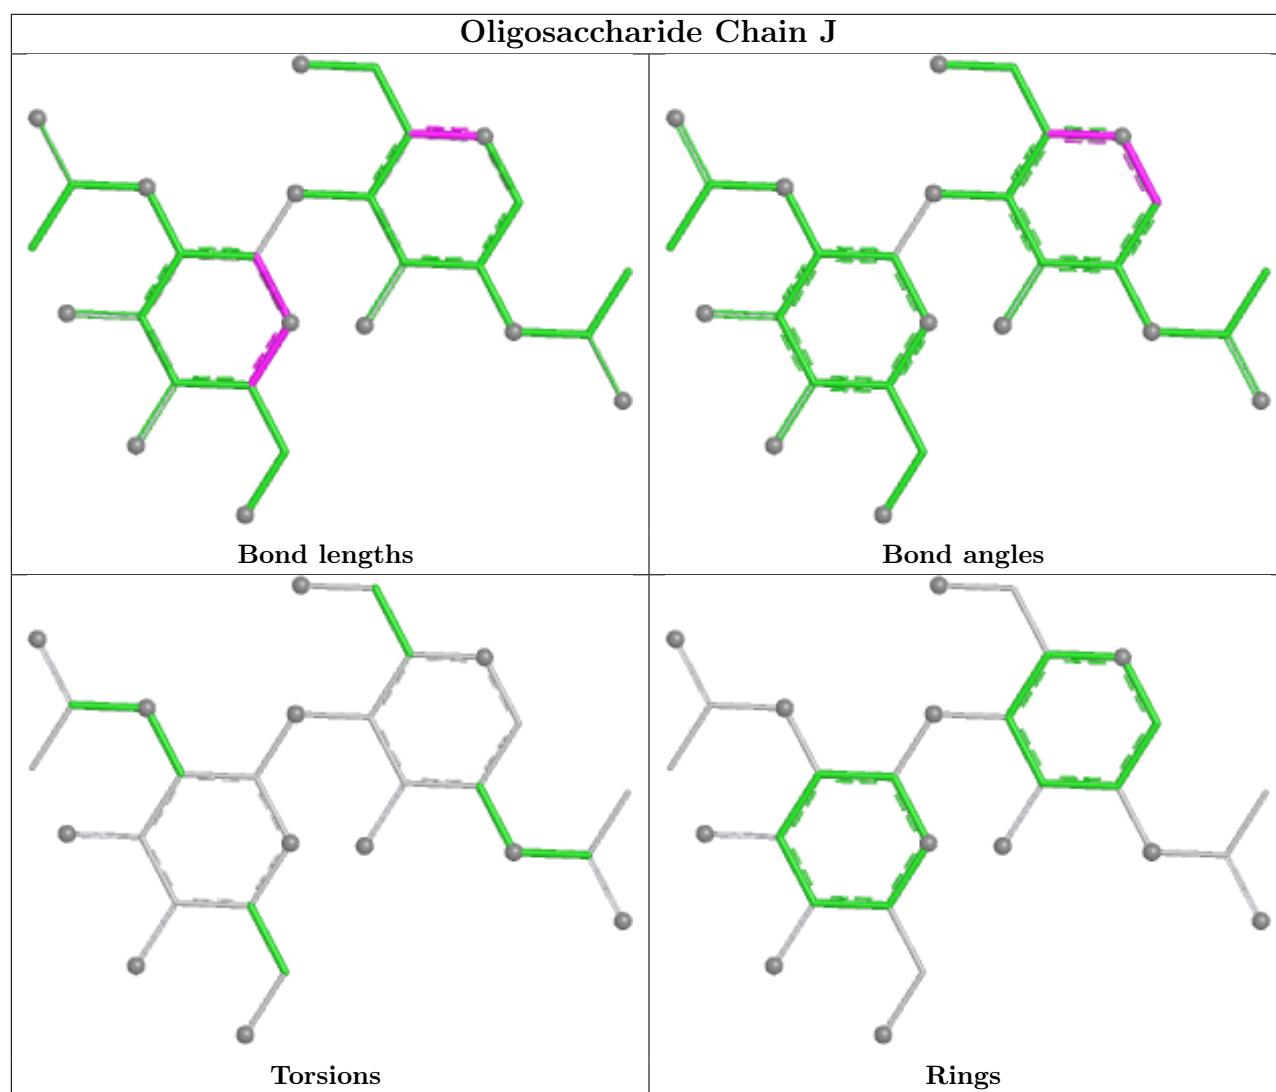 Oligosaccharide Chain J
Bond lengths
Bond angles
Torsions
Rings